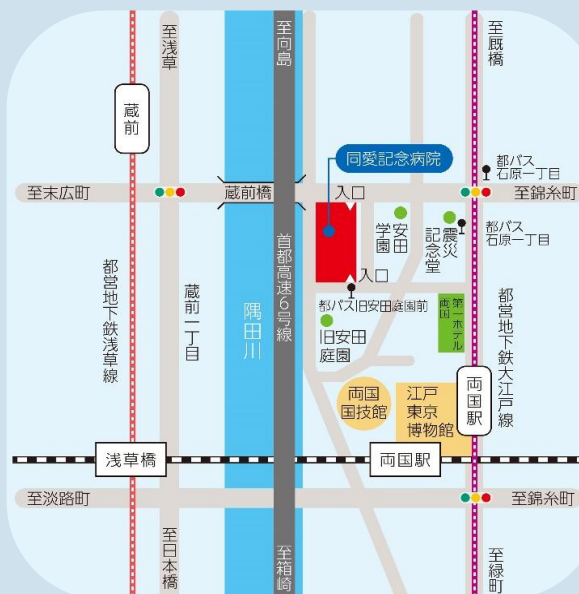 至浅草
至向島
至厩橋
蔵前
同愛記念病院
都バス
石原一丁目
至末広町
蔵前橋
入口
至錦糸町
安田
学園
震災
記念堂
都バス
石原一丁目
首都高速6号線
入口
都営地下鉄浅草線
蔵前一丁目
隅田川
都バス旧安田庭園前
旧安田
庭園
第一ホテル
両国
都営地下鉄大江戸線
両国
国技館
江戸
東京
博物館
両国駅
浅草橋
両国駅
至淡路町
至錦糸町
至日本橋
至箱崎
至緑町